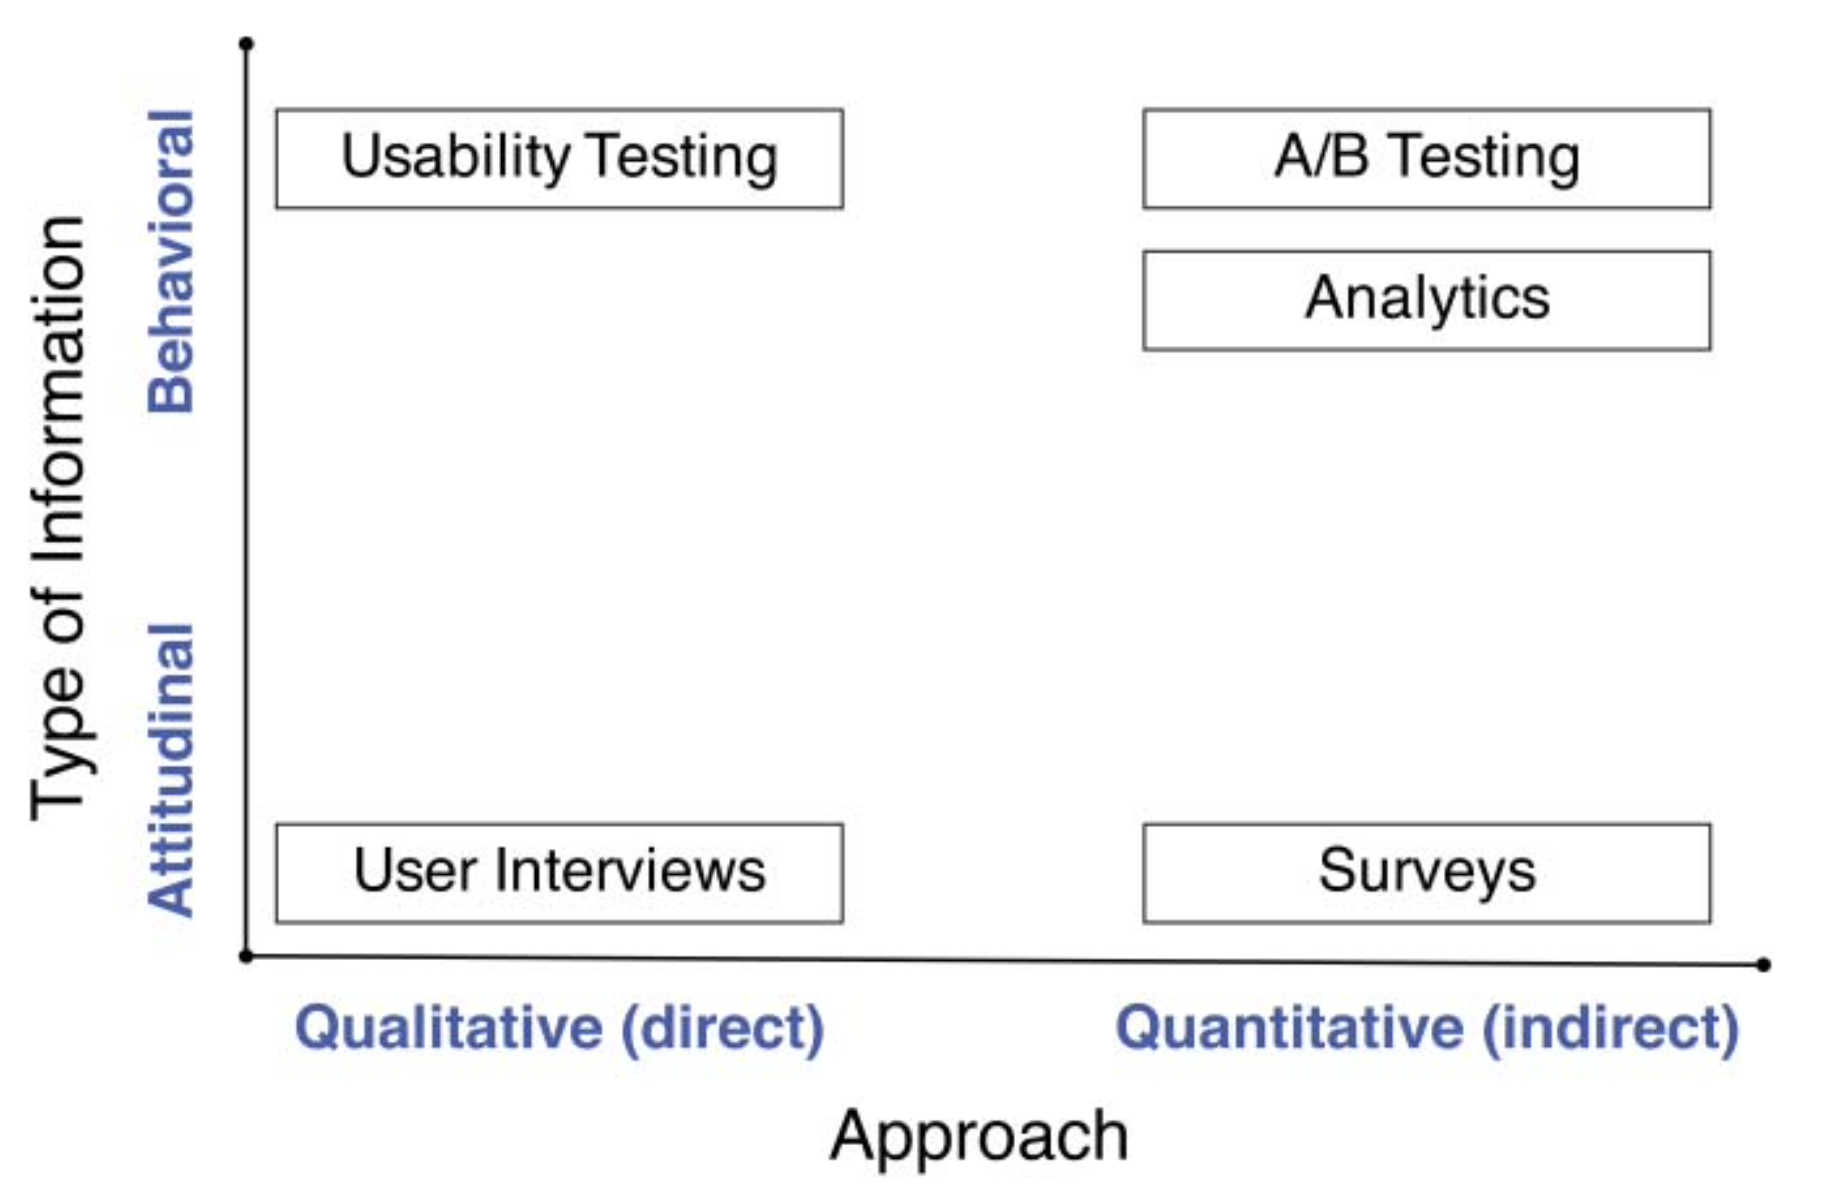 Type of Information
Behavioral
Attitudinal
Usability Testing
A/B Testing
Analytics
User Interviews
Surveys
Qualitative (direct)
Quantitative (indirect)
Approach